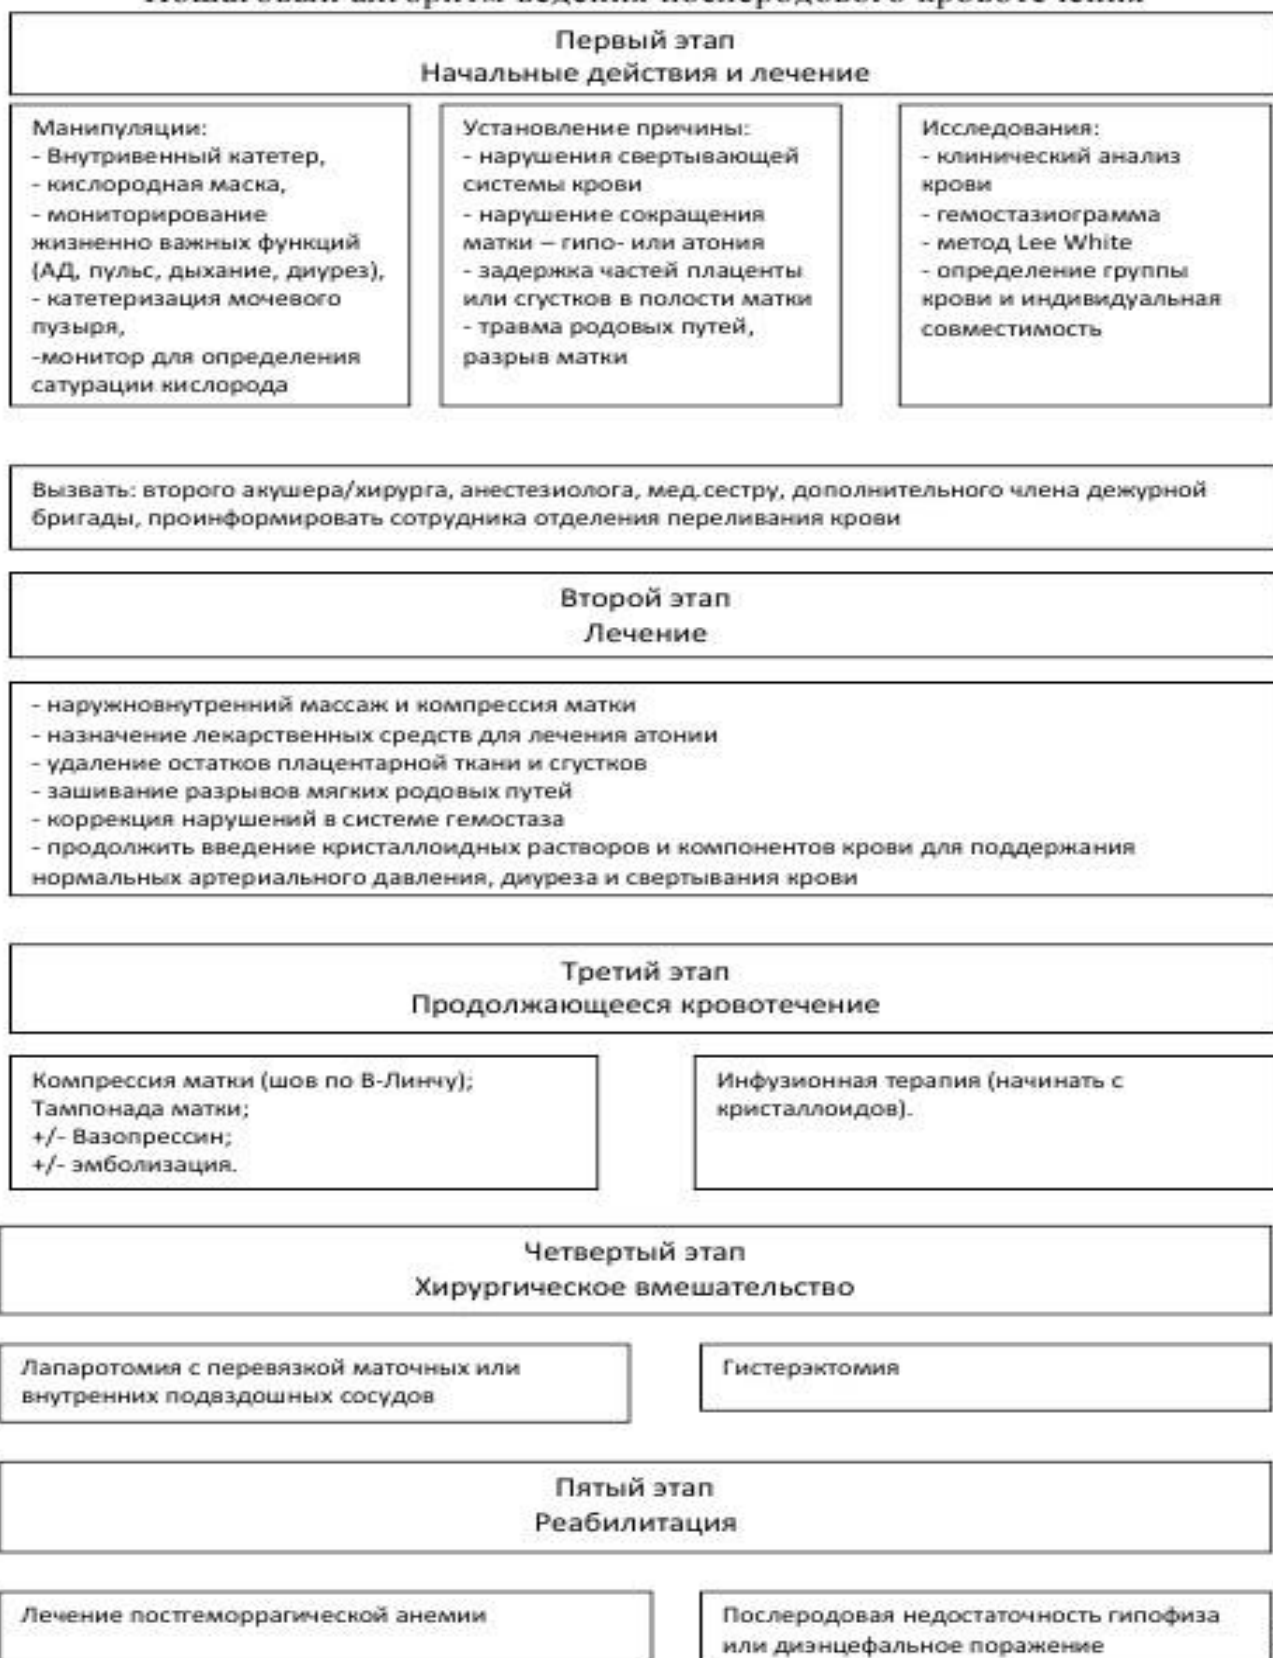 Пошаговый алгоритм ведения послеродового кровотечения
Первый этап
Начальные действия и лечение
Манипуляции:
- Внутривенный катетер,
- кислородная маска,
- мониторирование
жизненно важных функций
(АД, пульс, дыхание, диурез),
- катетеризация мочевого
пузыря,
-монитор для определения
сатурации кислорода
Установление причины:
- нарушения свертывающей
системы крови
- нарушение сокращения
матки – гипо- или атония
- задержка частей плаценты
или сгустков в полости матки
- травма родовых путей,
разрыв матки
Исследования:
- клинический анализ
крови
- гемостазиограмма
- метод Lee White
- определение группы
крови и индивидуальная
совместимость
Вызвать: второго акушера/хирурга, анестезиолога, мед.сестру, дополнительного члена дежурной
бригады, проинформировать сотрудника отделения переливания крови
Второй этап
Лечение
- наружновнутренний массаж и компрессия матки
- назначение лекарственных средств для лечения атонии
- удаление остатков плацентарной ткани и сгустков
- зашивание разрывов мягких родовых путей
- коррекция нарушений в системе гемостаза
- продолжить введение кристаллоидных растворов и компонентов крови для поддержания
нормальных артериального давления, диуреза и свертывания крови
Третий этап
Продолжающееся кровотечение
Компрессия матки (шов по В-Линчу);
Тампонада матки;
+/- Вазопрессин;
+/- эмболизация.
Инфузионная терапия (начинать с
кристаллоидов).
Четвертый этап
Хирургическое вмешательство
Лапаротомия с перевязкой маточных или
внутренних подвздошных сосудов
Гистерэктомия
Пятый этап
Реабилитация
Лечение постгеморрагической анемии
Послеродовая недостаточность гипофиза
или диэнцефальное поражение